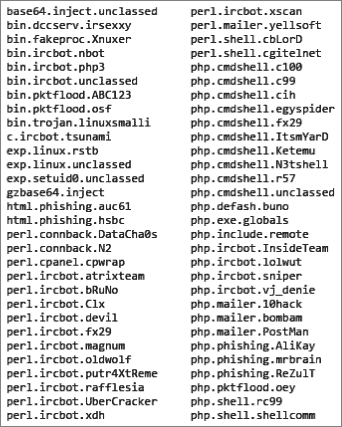 base64.inject.unclassed
bin.dccserv.irsexxy
bin.fakeproc.Xnuxer
bin.ircbot.nbot
bin.ircbot.php3
bin.ircbot.unclassed
bin.pktflood.ABC123
bin.pktflood.osf
bin.trojan.linuxsmalli
c.ircbot.tsunami
exp.linux.rstb
exp.linux.unclassed
exp.setuid0.unclassed
gzbase64.inject
html.phishing.auc61
html.phishing.hsbc
perl.connback.DataCha0s
perl.connback.N2
perl.cpanel.cpwrap
perl.ircbot.atrixteam
perl.ircbot.bRuNo
perl.ircbot.Clx
perl.ircbot.devil
perl.ircbot.fx29
perl.ircbot.magnum
perl.ircbot.oldwolf
perl.ircbot.putr4XtReme
perl.ircbot.rafflesia
perl.ircbot.UberCracker
perl.ircbot.xdh
perl.ircbot.xscan
perl.mailer.yellsoft
perl.shell.cbLorD
perl.shell.cgitelnet
php.cmdshell.c100
php.cmdshell.c99
php.cmdshell.cih
php.cmdshell.egyspider
php.cmdshell.fx29
php.cmdshell.ItsmYarD
php.cmdshell.Ketemu
php.cmdshell.N3tshell
php.cmdshell.r57
php.cmdshell.unclassed
php.defash.buno
php.exe.globals
php.include.remote
php.ircbot.InsideTeam
php.ircbot.lolwut
php.ircbot.sniper
php.ircbot.vj_denie
php.mailer.10hack
php.mailer.bombam
php.mailer.PostMan
php.phishing.AliKay
php.phishing.mrbrain
php.phishing.ReZulT
php.pktflood.oey
php.shell.rc99
php.shell.shellcomm